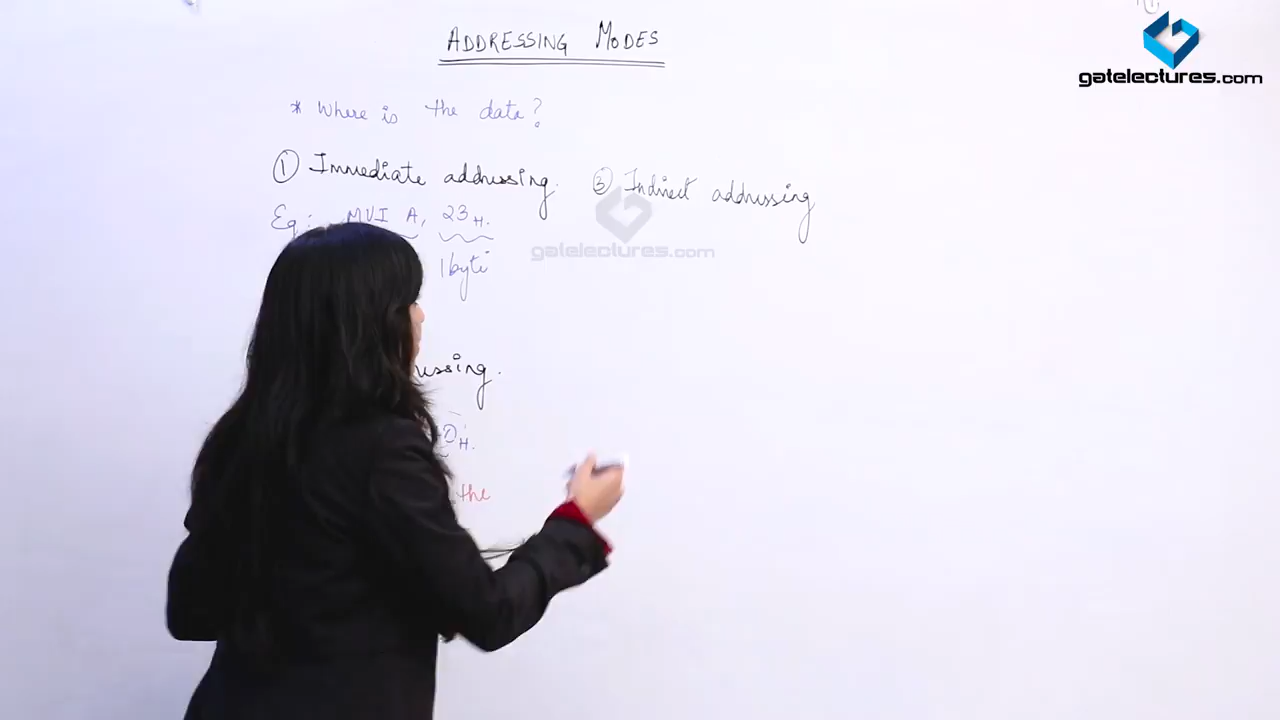 ADDRESSING MODES
gatelectures.com
* Where is the data?
① Immediate addressing.
③ Indirect addressing
Eg: MVI A, 23H.
gatelectures.com
1 byte
H.
the